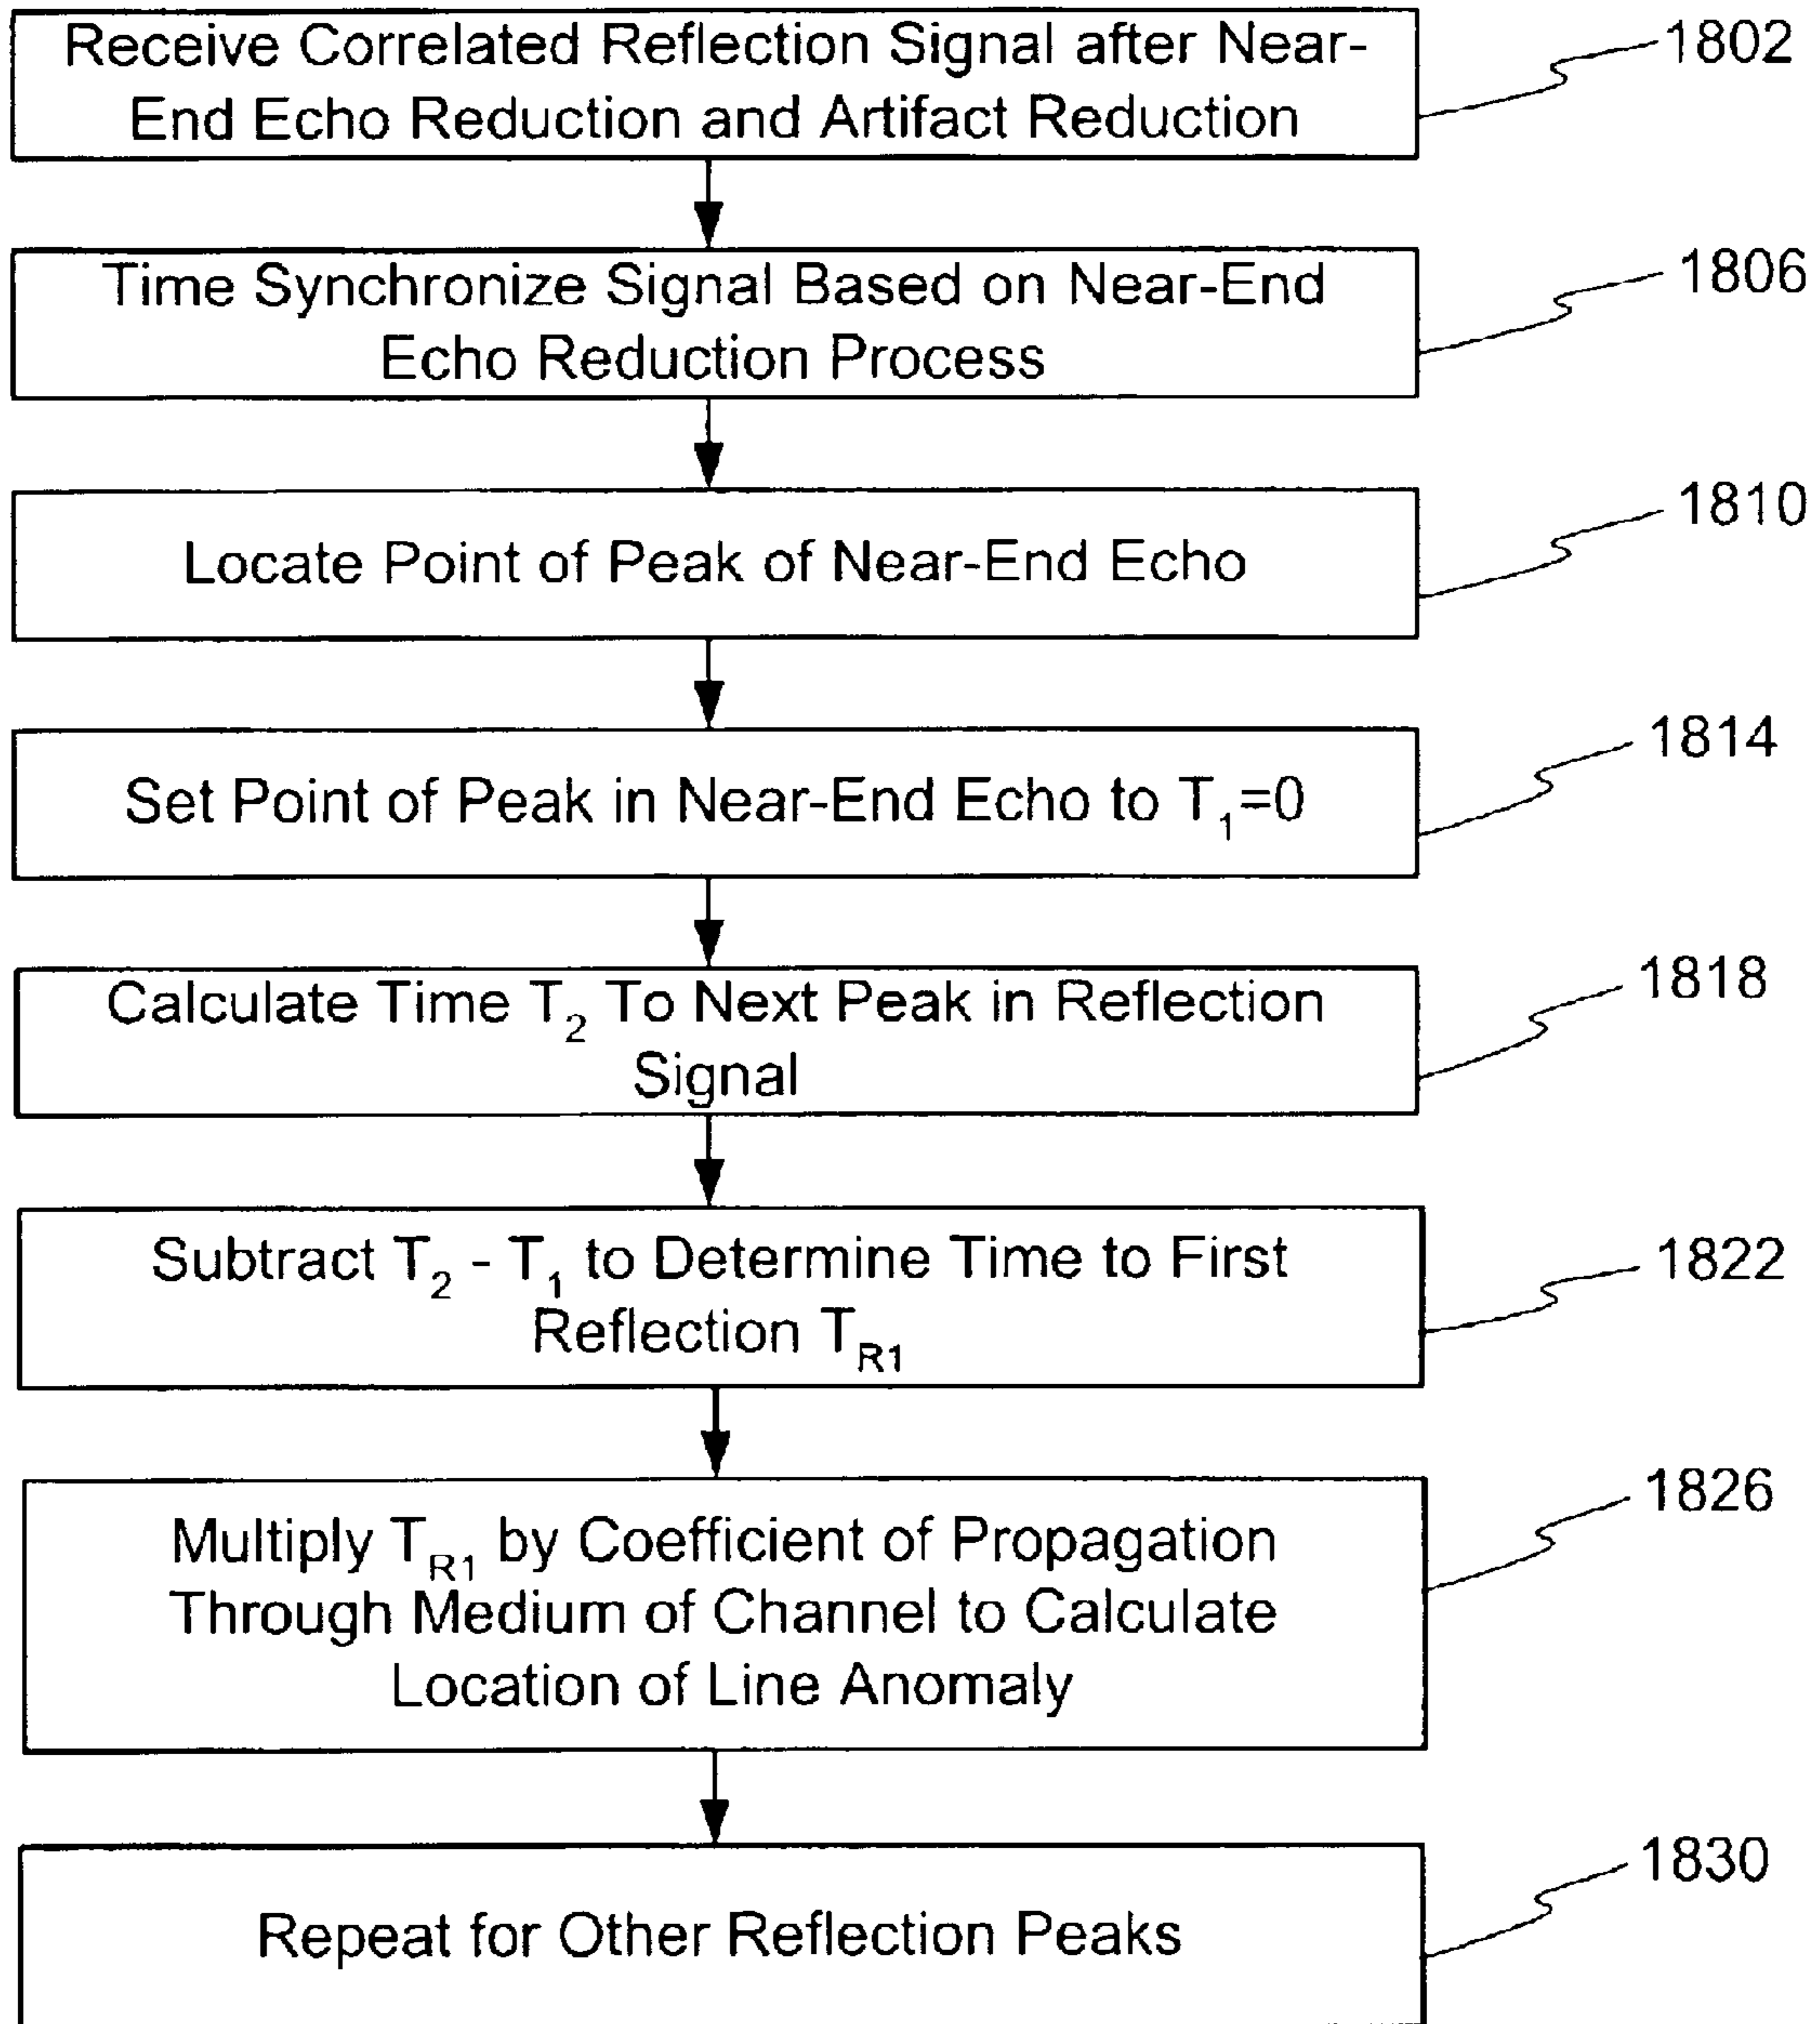 Receive Correlated Reflection Signal after Near-
End Echo Reduction and Artifact Reduction
1802
Time Synchronize Signal Based on Near-End
Echo Reduction Process
1806
Locate Point of Peak of Near-End Echo
1810
Set Point of Peak in Near-End Echo to T₁=0
1814
Calculate Time T₂ To Next Peak in Reflection
Signal
1818
Subtract T₂ - T₁ to Determine Time to First
Reflection T_R1
1822
Multiply T_R1 by Coefficient of Propagation
Through Medium of Channel to Calculate
Location of Line Anomaly
1826
Repeat for Other Reflection Peaks
1830